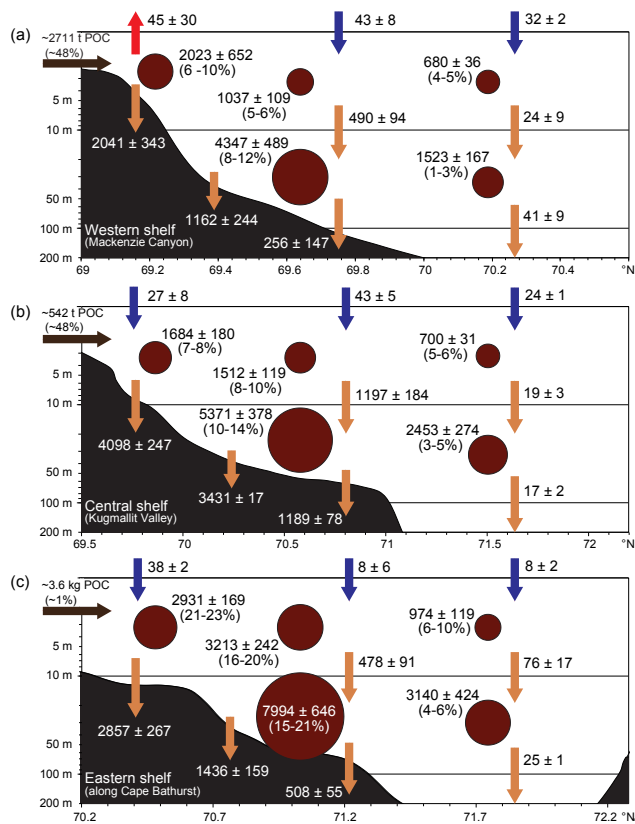 (a)
45 ± 30
43 ± 8
32 ± 2
~2711 t POC
(~48%)
2023 ± 652
(6 -10%)
680 ± 36
(4-5%)
1037 ± 109
(5-6%)
5 m
490 ± 94
24 ± 9
10 m
2041 ± 343
4347 ± 489
(8-12%)
1523 ± 167
(1-3%)
50 m
1162 ± 244
41 ± 9
100 m
Western shelf
(Mackenzie Canyon)
256 ± 147
200 m
69
69.2
69.4
69.6
69.8
70
70.2
70.4
°N
(b)
27 ± 8
43 ± 5
24 ± 1
~542 t POC
(~48%)
1684 ± 180
(7-8%)
1512 ± 119
(8-10%)
700 ± 31
(5-6%)
5 m
1197 ± 184
19 ± 3
10 m
4098 ± 247
5371 ± 378
(10-14%)
2453 ± 274
(3-5%)
50 m
3431 ± 17
17 ± 2
100 m
Central shelf
(Kugmallit Valley)
1189 ± 78
200 m
69.5
70
70.5
71
71.5
72
°N
(c)
38 ± 2
8 ± 6
8 ± 2
~3.6 kg POC
(~1%)
2931 ± 169
(21-23%)
3213 ± 242
(16-20%)
974 ± 119
(6-10%)
5 m
478 ± 91
76 ± 17
10 m
2857 ± 267
7994 ± 646
(15-21%)
3140 ± 424
(4-6%)
50 m
1436 ± 159
25 ± 1
100 m
Eastern shelf
(along Cape Bathurst)
508 ± 55
200 m
70.2
70.7
71.2
71.7
72.2
°N